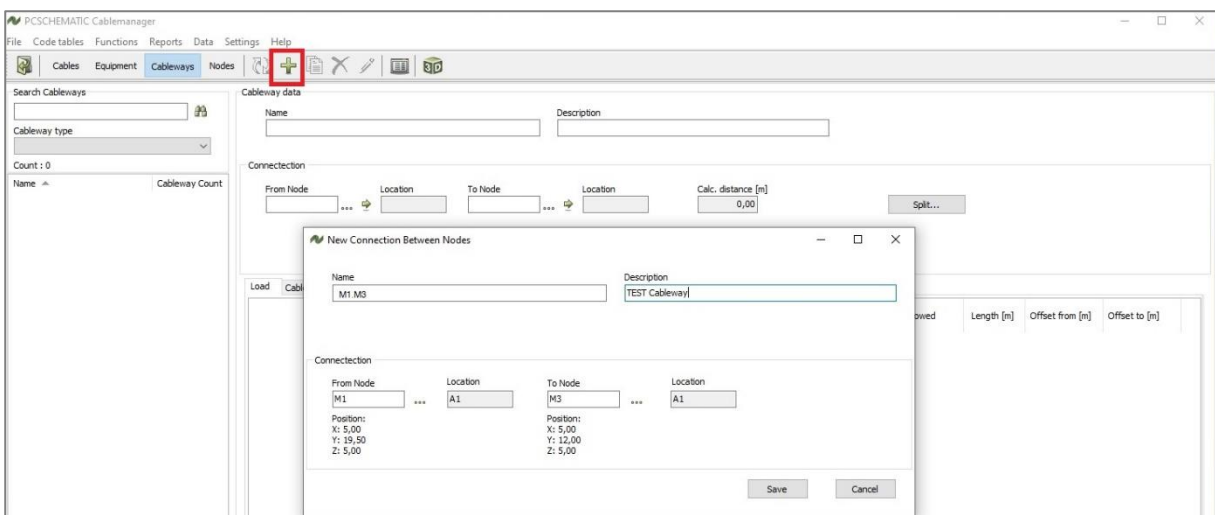 PCSCHEMATIC Cablemanager
File Code tables Functions Reports Data Settings Help
Cables Equipment Cableways Nodes 3D
Search Cableways
Cableway type
Count : 0
Name Cableway Count
Cableway data
Name Description
Connectection
From Node Location To Node Location Calc. distance [m]
... ... 0,00 Split...
Load Cabl
owed Length [m] Offset from [m] Offset to [m]
New Connection Between Nodes
Name Description
M1.M3 TEST Cableway
Connectection
From Node Location To Node Location
M1 ... A1 M3 ... A1
Position: Position:
X: 5,00 X: 5,00
Y: 19,50 Y: 12,00
Z: 5,00 Z: 5,00
Save Cancel